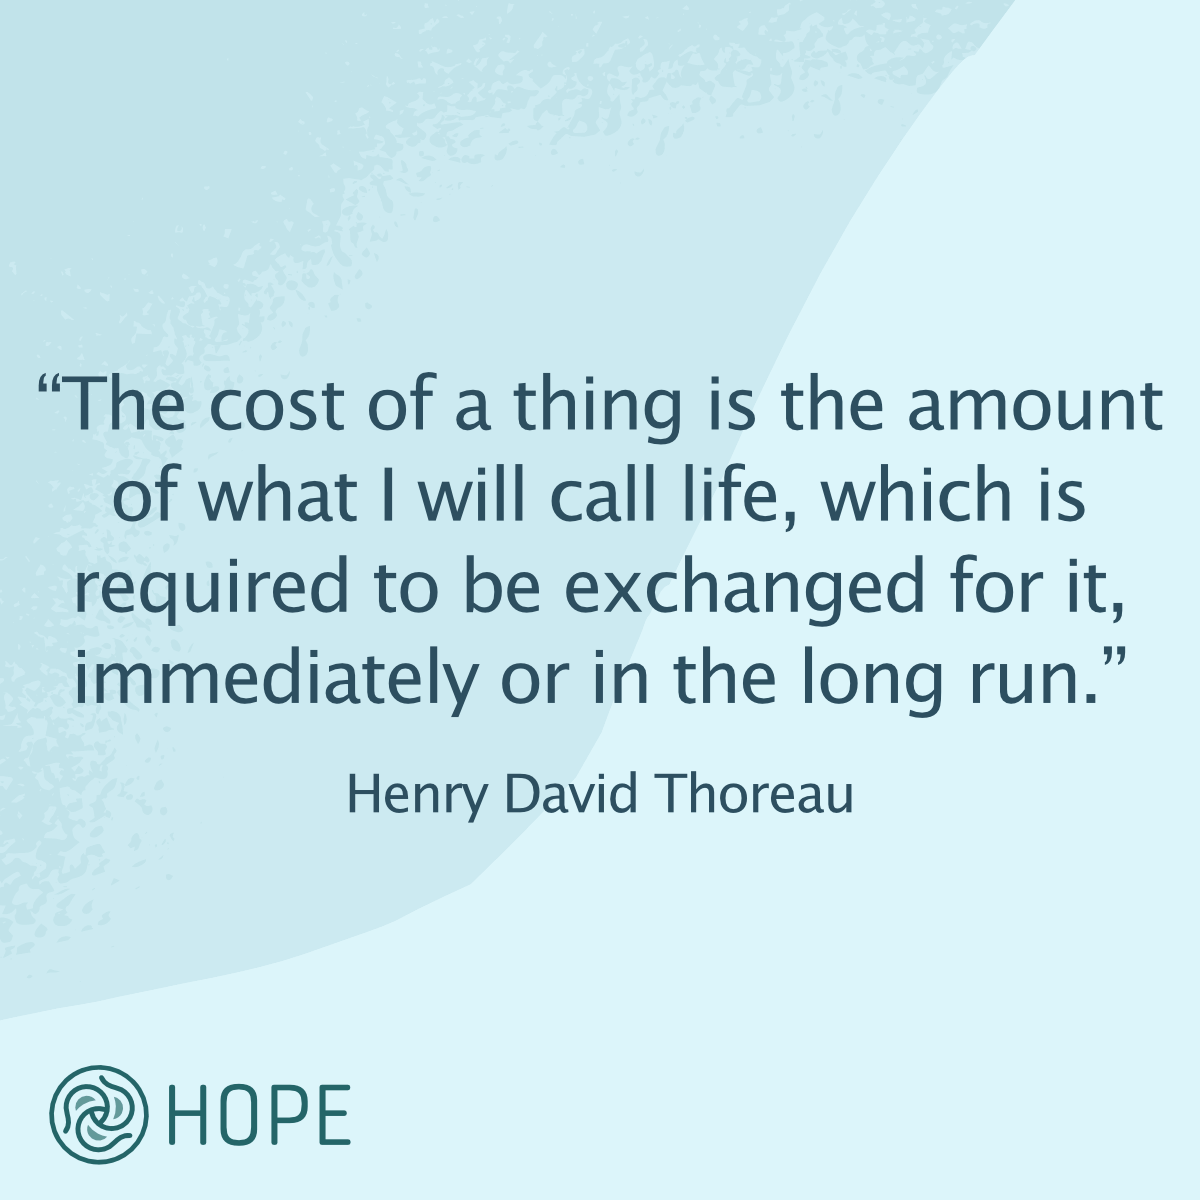 “The cost of a thing is the amount
of what I will call life, which is
required to be exchanged for it,
immediately or in the long run.”
Henry David Thoreau
HOPE